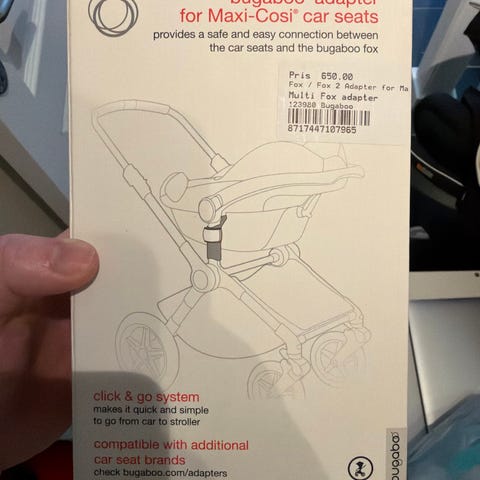 bugaboo® adapter
for Maxi-Cosi® car seats
provides a safe and easy connection between
the car seats and the bugaboo fox
Pris 650.00
Fox / Fox 2 Adapter for Ma
Multi Fox adapter
123980 Bugaboo
8717447107965
click & go system
makes it quick and simple
to go from car to stroller
compatible with additional
car seat brands
check bugaboo.com/adapters
bugaboo